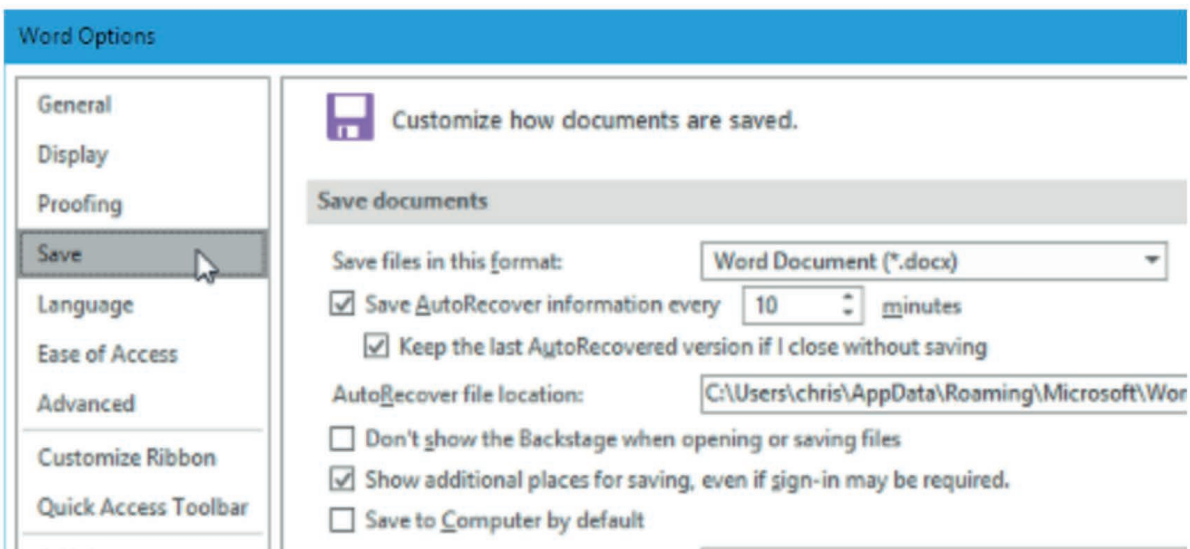 Word Options
General
Display
Proofing
Save
Language
Ease of Access
Advanced
Customize Ribbon
Quick Access Toolbar
Customize how documents are saved.
Save documents
Save files in this format: Word Document (*.docx)
Save AutoRecover information every 10 minutes
Keep the last AutoRecovered version if I close without saving
AutoRecover file location: C:\Users\chris\AppData\Roaming\Microsoft\Wor
Don't show the Backstage when opening or saving files
Show additional places for saving, even if sign-in may be required.
Save to Computer by default